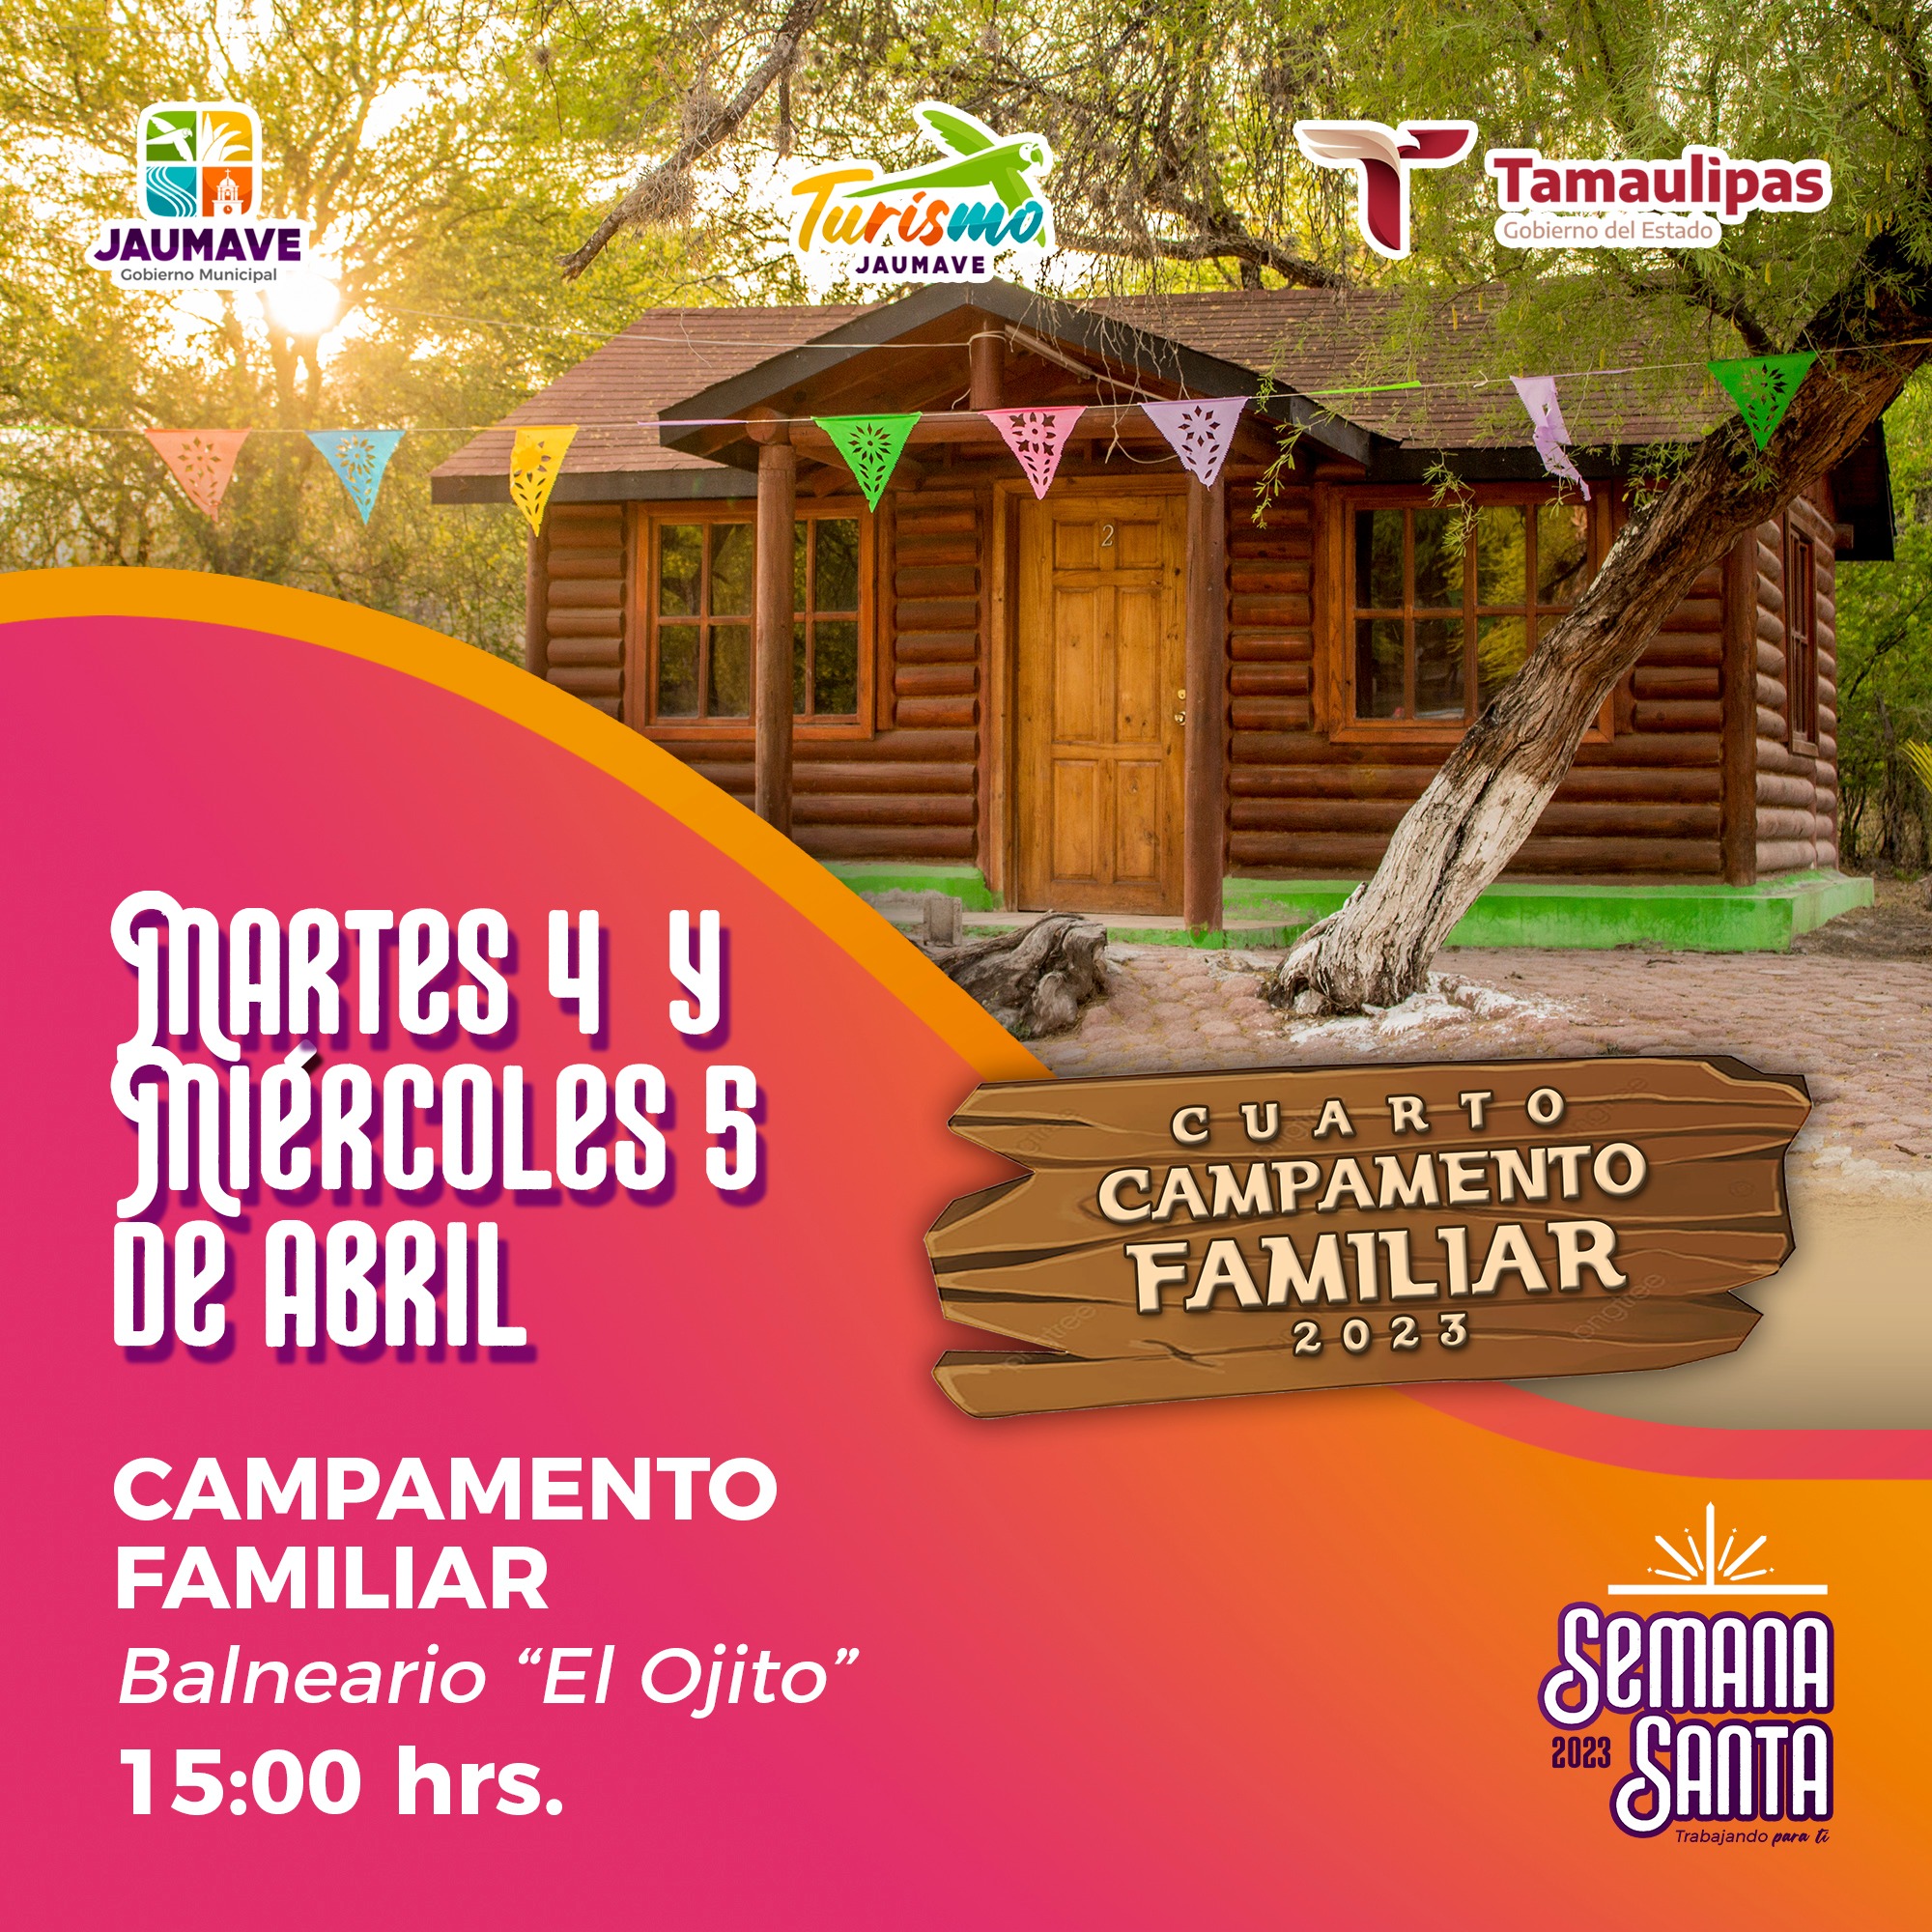 JAUMAVE
Gobierno Municipal
Turismo
JAUMAVE
Tamaulipas
Gobierno del Estado
2
Martes 4 y
Miércoles 5
de Abril
CUARTO
CAMPAMENTO
FAMILIAR
2023
CAMPAMENTO
FAMILIAR
Balneario “El Ojito”
15:00 hrs.
Semana
2023 Santa
Trabajando para ti